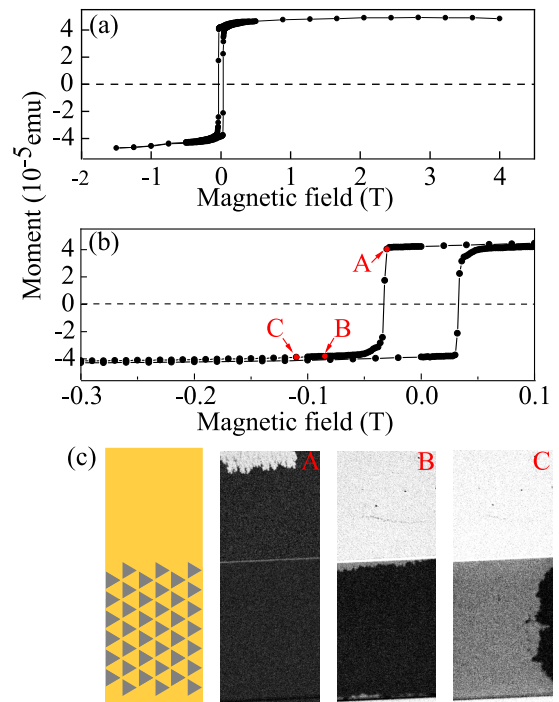 (a)
4
2
0
-2
-4
-2 -1 0 1 2 3 4 5
Magnetic field (T)
Moment (10⁻⁵emu)
(b)
4
2
0
-2
-4
A
C B
-0.3 -0.2 -0.1 0.0 0.1
Magnetic field (T)
(c) A B C